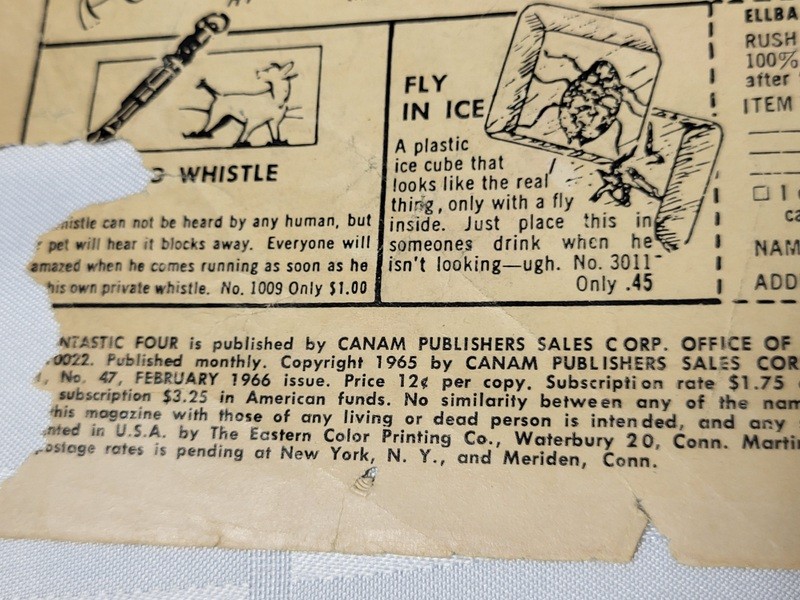 WHISTLE
histle can not be heard by any human, but
pet will hear it blocks away. Everyone will
amazed when he comes running as soon as he
his own private whistle. No. 1009 Only $1.00
FLY
IN ICE
A plastic
ice cube that
looks like the real
thing, only with a fly
inside. Just place this in
someones drink when he
isn't looking—ugh. No. 3011
Only .45
ELLBA
RUSH
100%
after
ITEM
□ I
ca
NAM
ADD
NTASTIC FOUR is published by CANAM PUBLISHERS SALES CORP. OFFICE OF
0022. Published monthly. Copyright 1965 by CANAM PUBLISHERS SALES COR
No. 47, FEBRUARY 1966 issue. Price 12¢ per copy. Subscription rate $1.75
subscription $3.25 in American funds. No similarity between any of the nam
this magazine with those of any living or dead person is intended, and any
nted in U.S.A. by The Eastern Color Printing Co., Waterbury 20, Conn. Martin
ostage rates is pending at New York, N. Y., and Meriden, Conn.